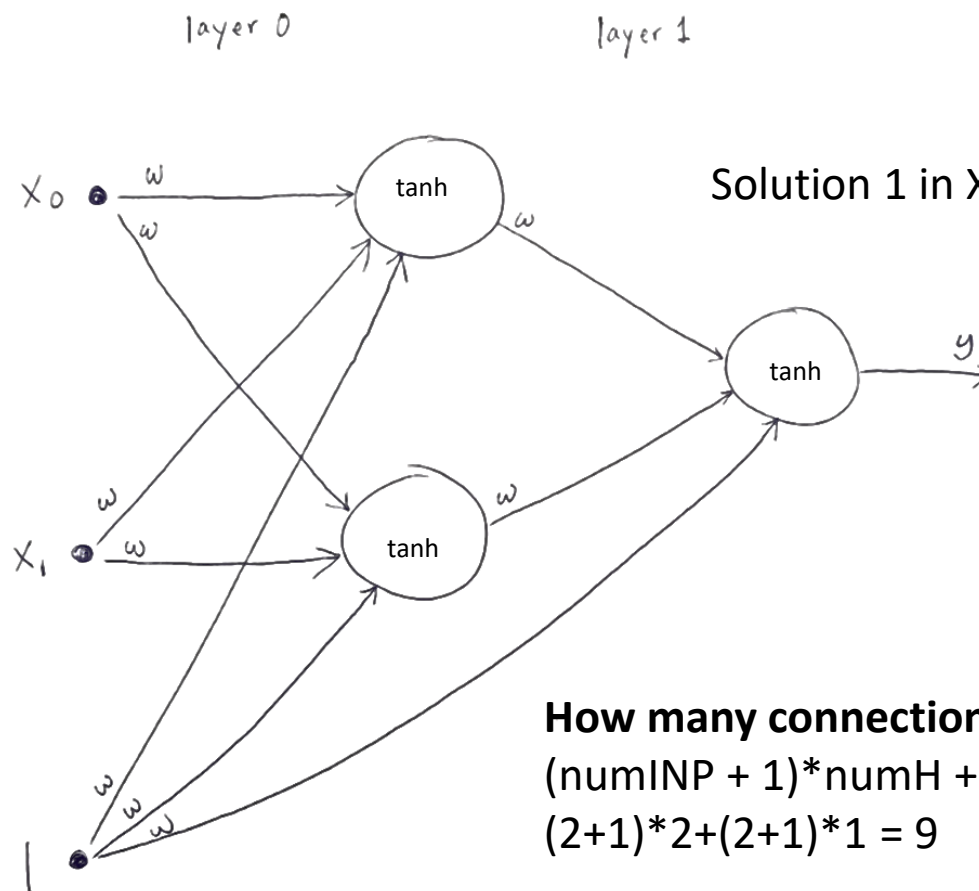 layer 0
layer 1
x0
w
w
tanh
Solution 1 in X
w
tanh
y
w
x1
w
w
tanh
How many connection
(numINP + 1)*numH +
(2+1)*2+(2+1)*1 = 9
w
w
w
1